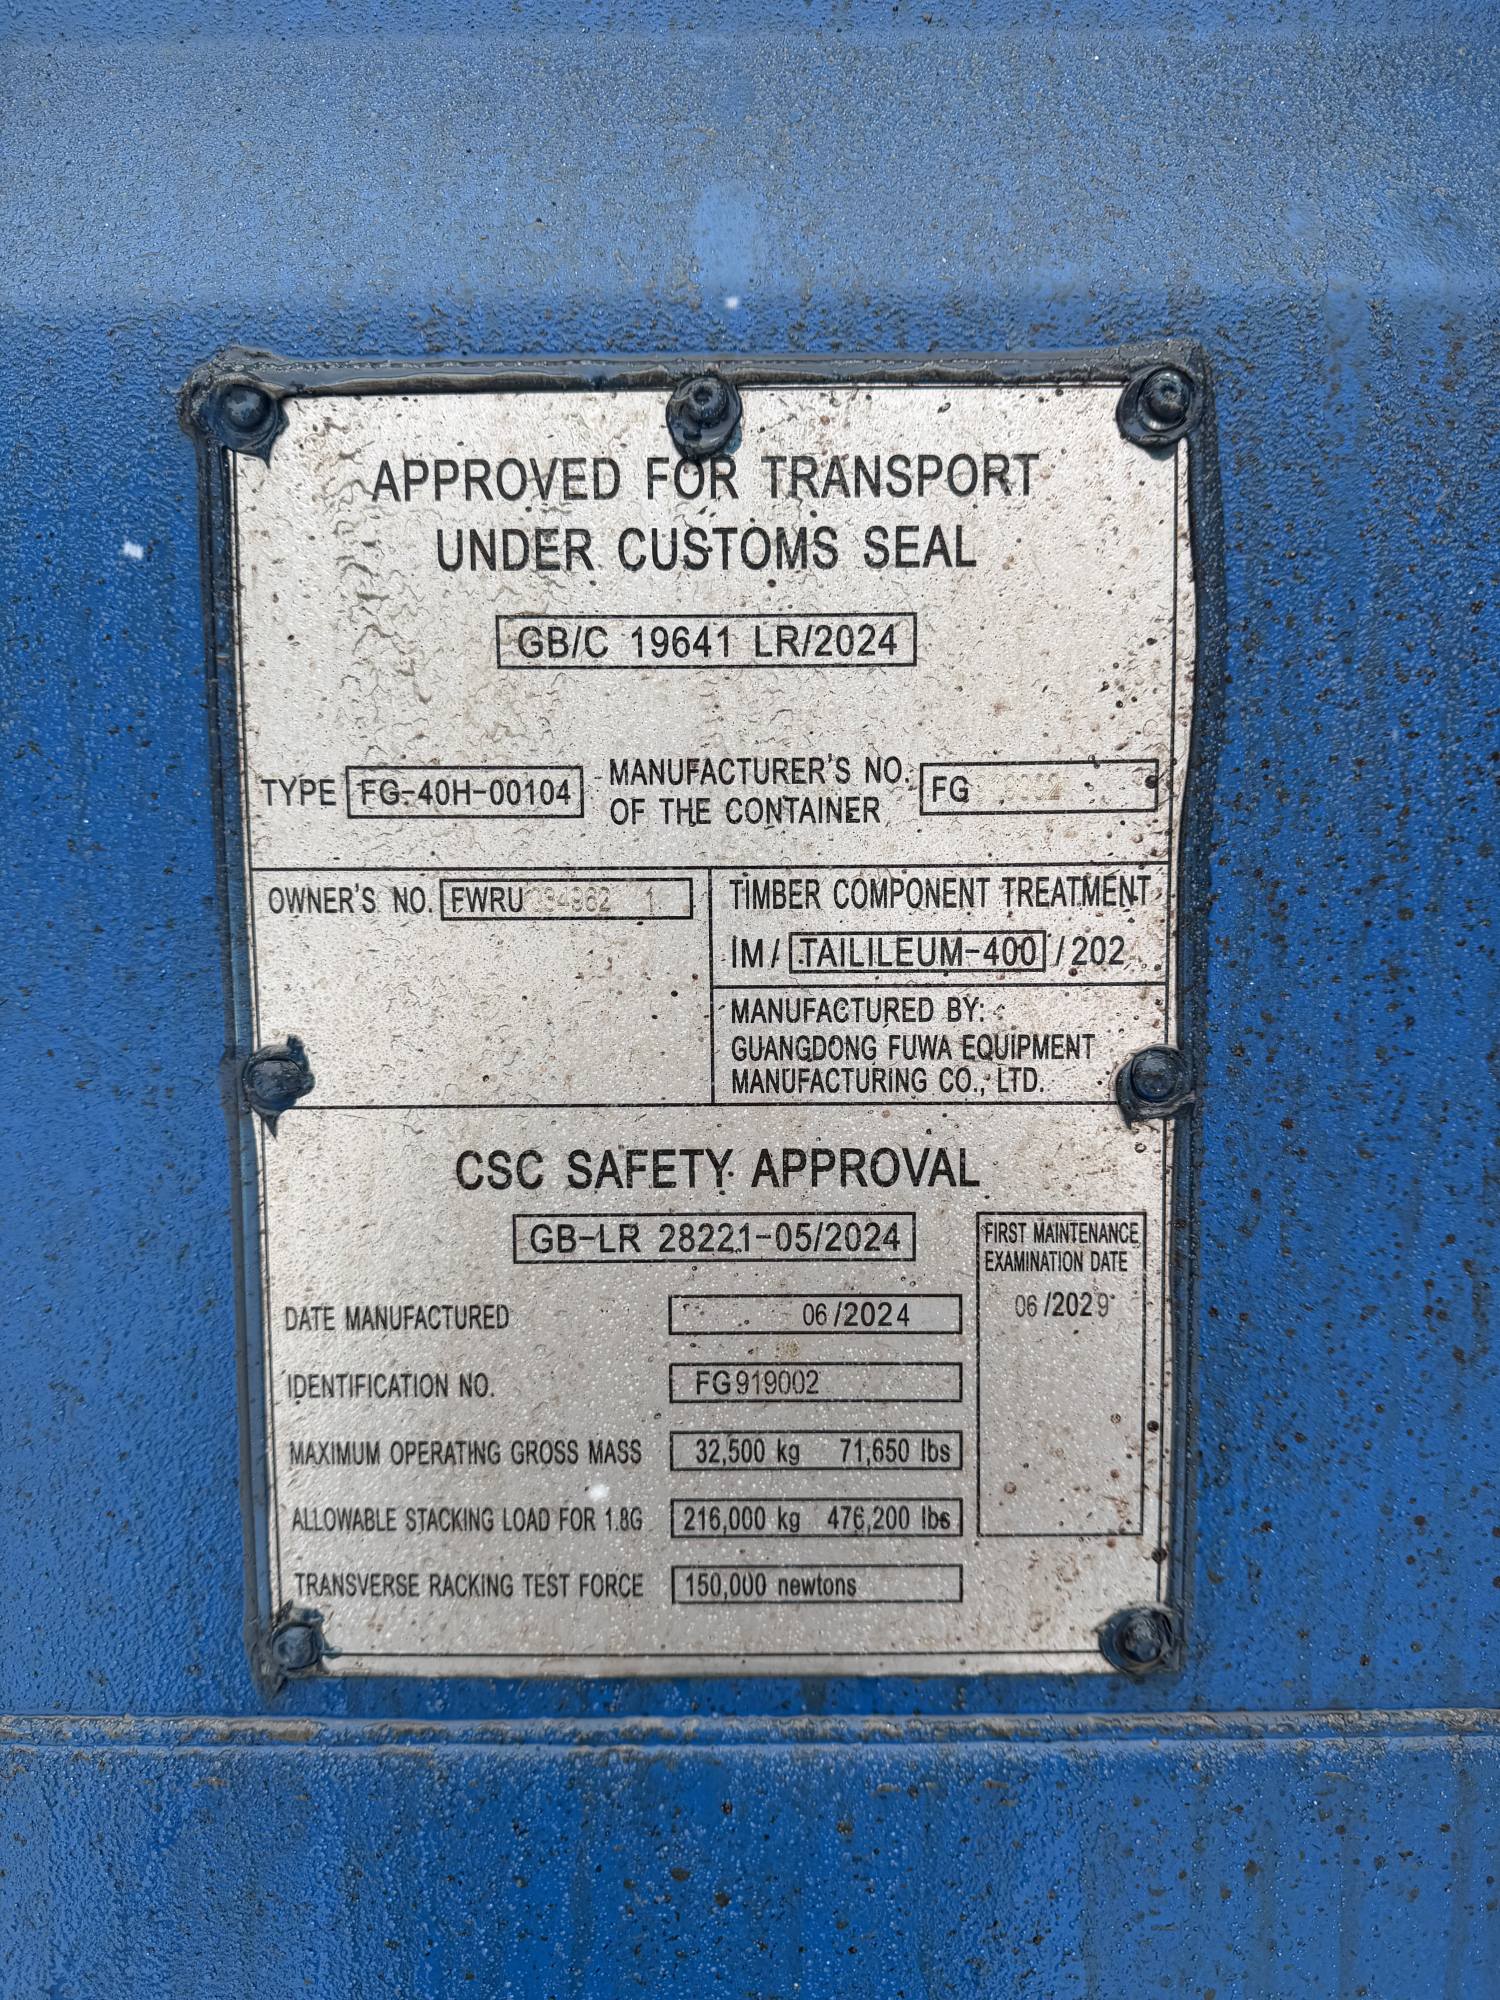 APPROVED FOR TRANSPORT
UNDER CUSTOMS SEAL
GB/C 19641 LR/2024
TYPE FG-40H-00104
MANUFACTURER'S NO.
OF THE CONTAINER
FG
OWNER'S NO. FWRU
TIMBER COMPONENT TREATMENT
IM / TAILILEUM-400 / 202
MANUFACTURED BY:
GUANGDONG FUWA EQUIPMENT
MANUFACTURING CO., LTD.
CSC SAFETY APPROVAL
GB-LR 28221-05/2024
FIRST MAINTENANCE
EXAMINATION DATE
06/2029
DATE MANUFACTURED 06/2024
IDENTIFICATION NO. FG919002
MAXIMUM OPERATING GROSS MASS 32,500 kg 71,650 lbs
ALLOWABLE STACKING LOAD FOR 1.8G 216,000 kg 476,200 lbs
TRANSVERSE RACKING TEST FORCE 150,000 newtons